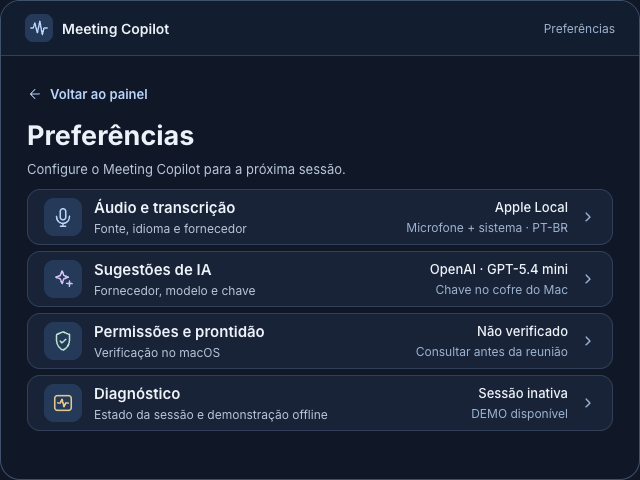 Meeting Copilot
Preferências
Voltar ao painel
Preferências
Configure o Meeting Copilot para a próxima sessão.
Áudio e transcrição
Apple Local
Fonte, idioma e fornecedor
Microfone + sistema · PT-BR
Sugestões de IA
OpenAI · GPT-5.4 mini
Fornecedor, modelo e chave
Chave no cofre do Mac
Permissões e prontidão
Não verificado
Verificação no macOS
Consultar antes da reunião
Diagnóstico
Sessão inativa
Estado da sessão e demonstração offline
DEMO disponível